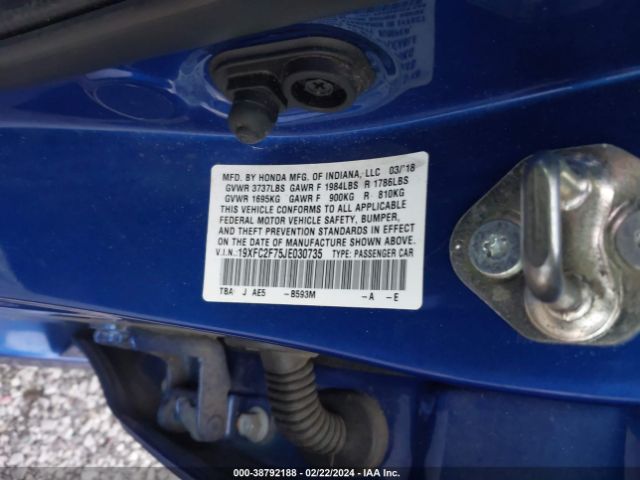 MFD. BY HONDA MFG. OF INDIANA, LLC 03/'18
GVWR 3737LBS GAWR F 1984LBS R 1786LBS
GVWR 1695KG GAWR F 900KG R 810KG
THIS VEHICLE CONFORMS TO ALL APPLICABLE
FEDERAL MOTOR VEHICLE SAFETY, BUMPER,
AND THEFT PREVENTION STANDARDS IN EFFECT
ON THE DATE OF MANUFACTURE SHOWN ABOVE.
V.I.N. 19XFC2F75JE030735 TYPE: PASSENGER CAR
TBA J AE5 -B593M -A -E
000-38792188 - 02/22/2024 - IAA Inc.